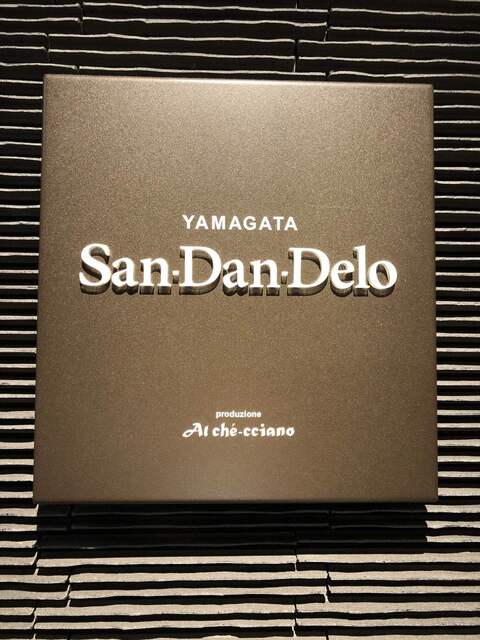 YAMAGATA
San·Dan·Delo
produzione
Al ché-cciano